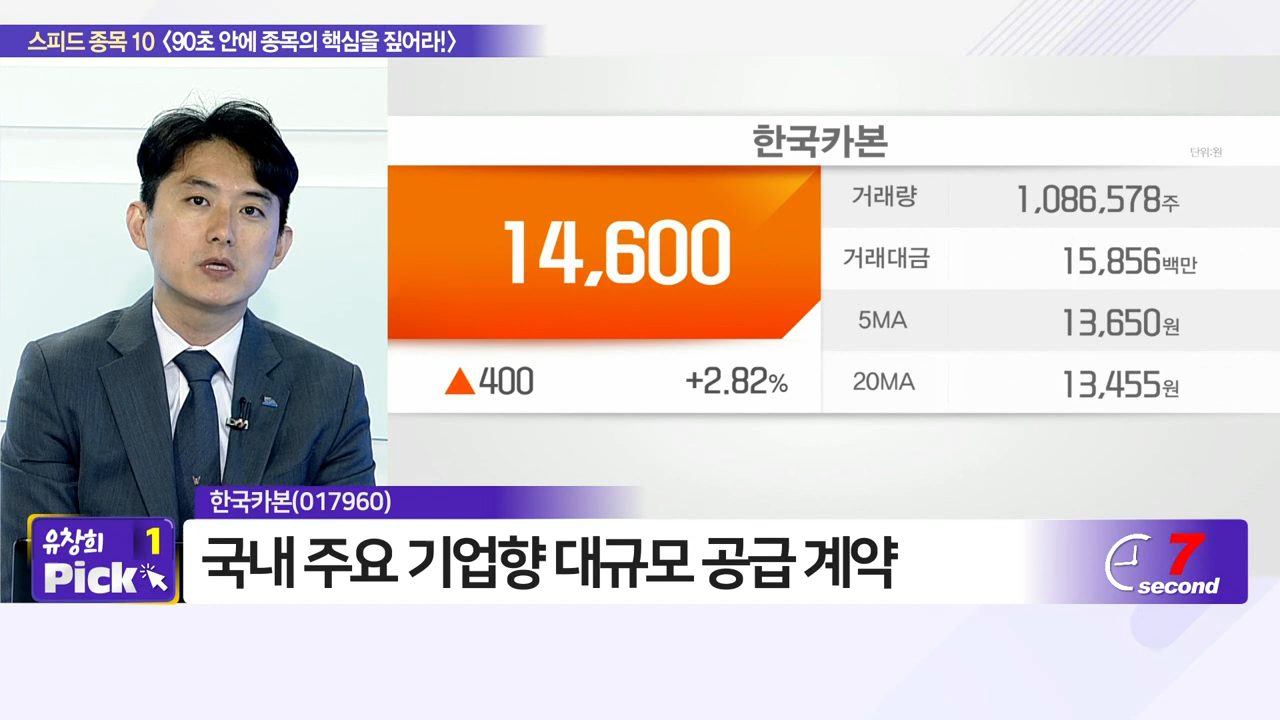 스피드 종목 10 <90초 안에 종목의 핵심을 짚어라!>
한국카본
단위:원
14,600
▲400 +2.82%
거래량 1,086,578주
거래대금 15,856백만
5MA 13,650원
20MA 13,455원
한국카본(017960)
유창희 1
Pick
국내 주요 기업향 대규모 공급 계약
7
second